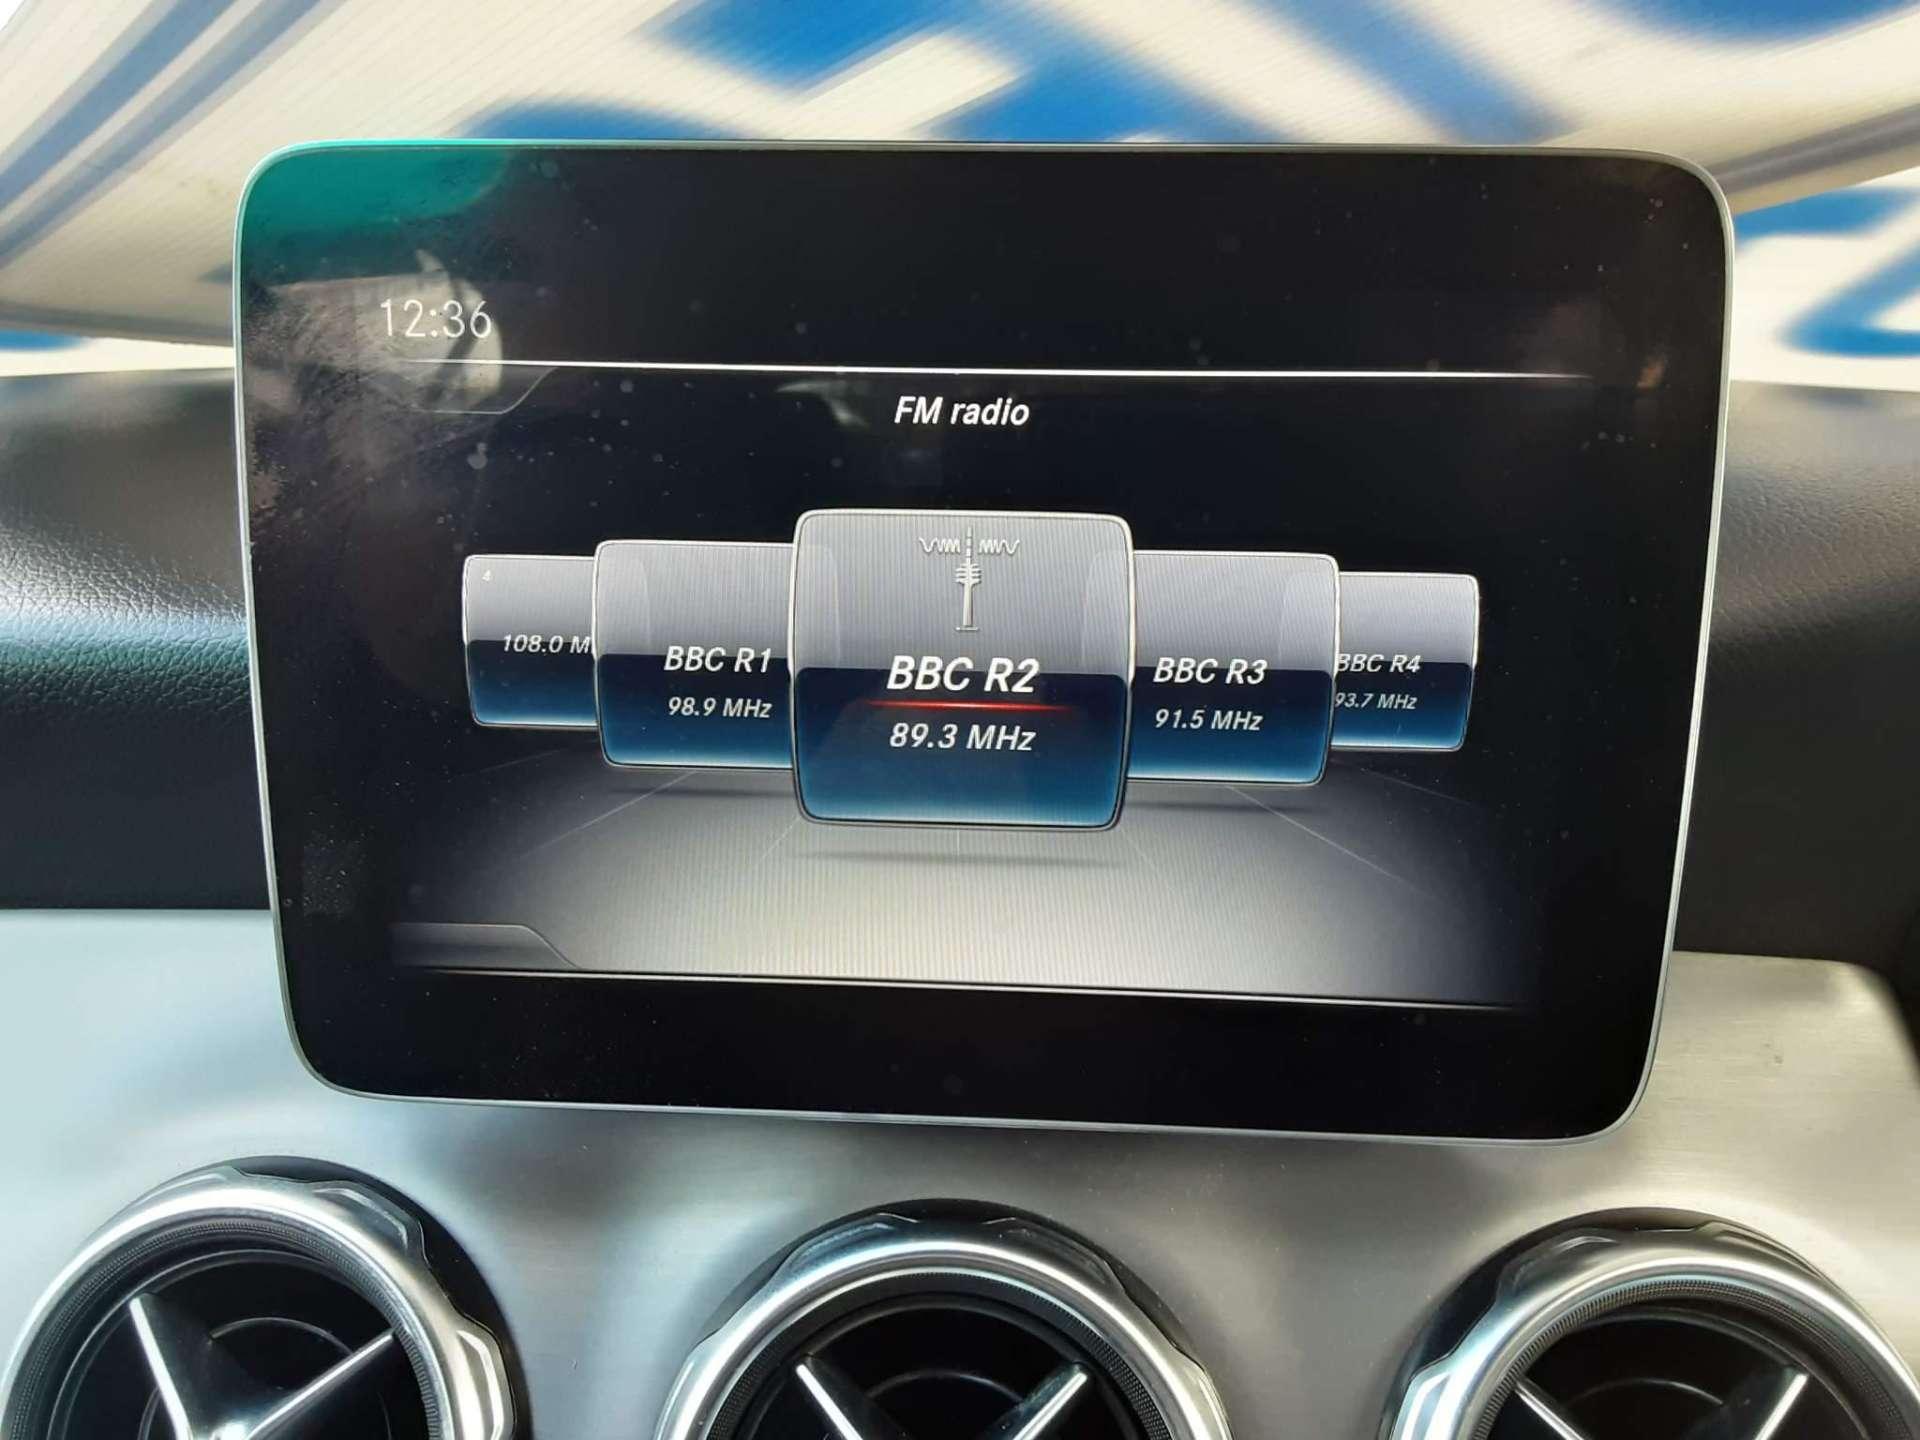 12:36
FM radio
4
108.0 M
BBC R1
98.9 MHz
BBC R2
89.3 MHz
BBC R3
91.5 MHz
BBC R4
93.7 MHz